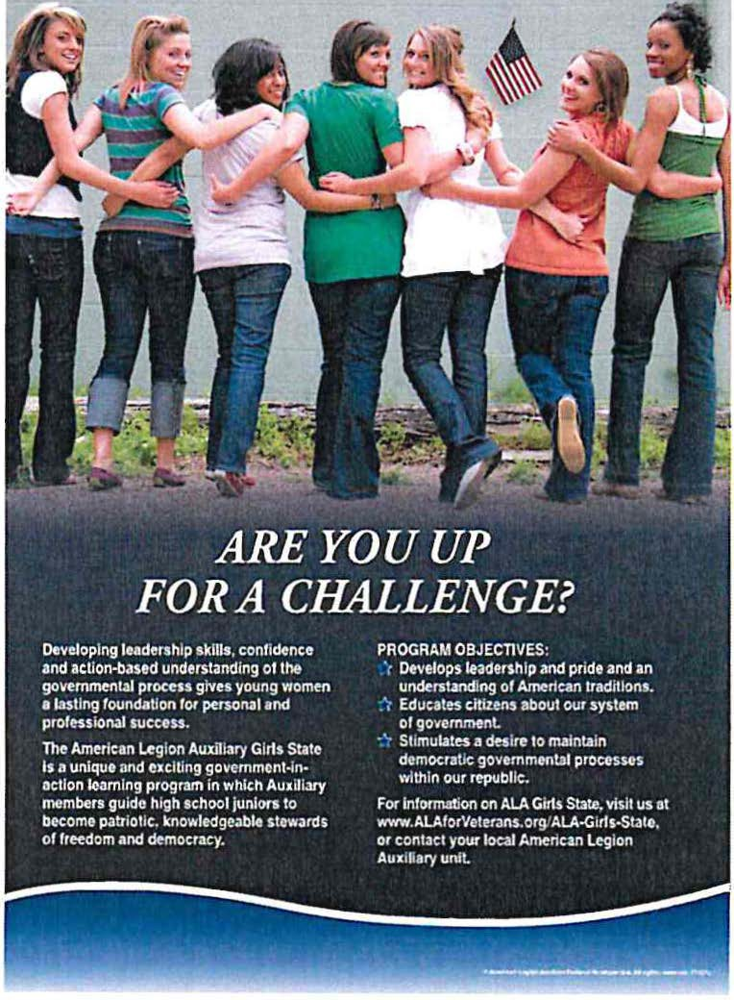 ARE YOU UP
FOR A CHALLENGE?
Developing leadership skills, confidence
and action-based understanding of the
governmental process gives young women
a lasting foundation for personal and
professional success.
The American Legion Auxiliary Girls State
is a unique and exciting government-in-
action learning program in which Auxiliary
members guide high school juniors to
become patriotic, knowledgeable stewards
of freedom and democracy.
PROGRAM OBJECTIVES:
Develops leadership and pride and an
understanding of American traditions.
Educates citizens about our system
of government.
Stimulates a desire to maintain
democratic governmental processes
within our republic.
For information on ALA Girls State, visit us at
www.ALAforVeterans.org/ALA-Girls-State,
or contact your local American Legion
Auxiliary unit.